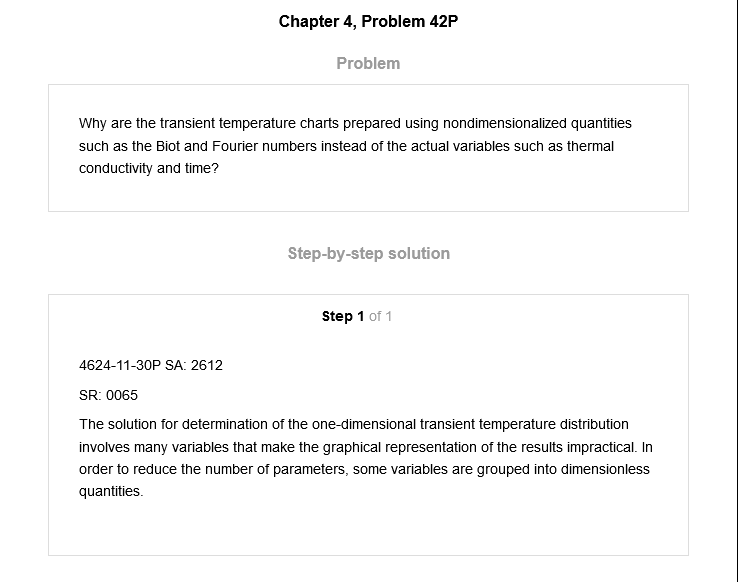 Chapter 4, Problem 42P
Problem
Why are the transient temperature charts prepared using nondimensionalized quantities
such as the Biot and Fourier numbers instead of the actual variables such as thermal
conductivity and time?
Step-by-step solution
Step 1 of 1
4624-11-30P SA: 2612
SR: 0065
The solution for determination of the one-dimensional transient temperature distribution
involves many variables that make the graphical representation of the results impractical. In
order to reduce the number of parameters, some variables are grouped into dimensionless
quantities.